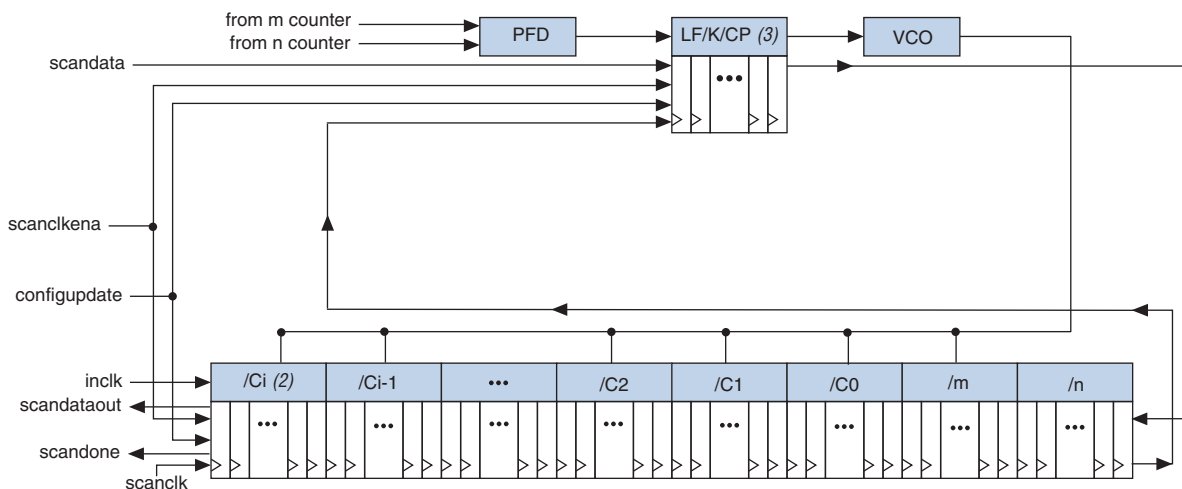 from m counter
from n counter
PFD
LF/K/CP (3)
VCO
scandata
•••
scanclkena
configupdate
inclk
/Ci (2)
/Ci-1
•••
/C2
/C1
/C0
/m
/n
scandataout
••• ••• ••• ••• ••• ••• ••• •••
scandone
scanclk